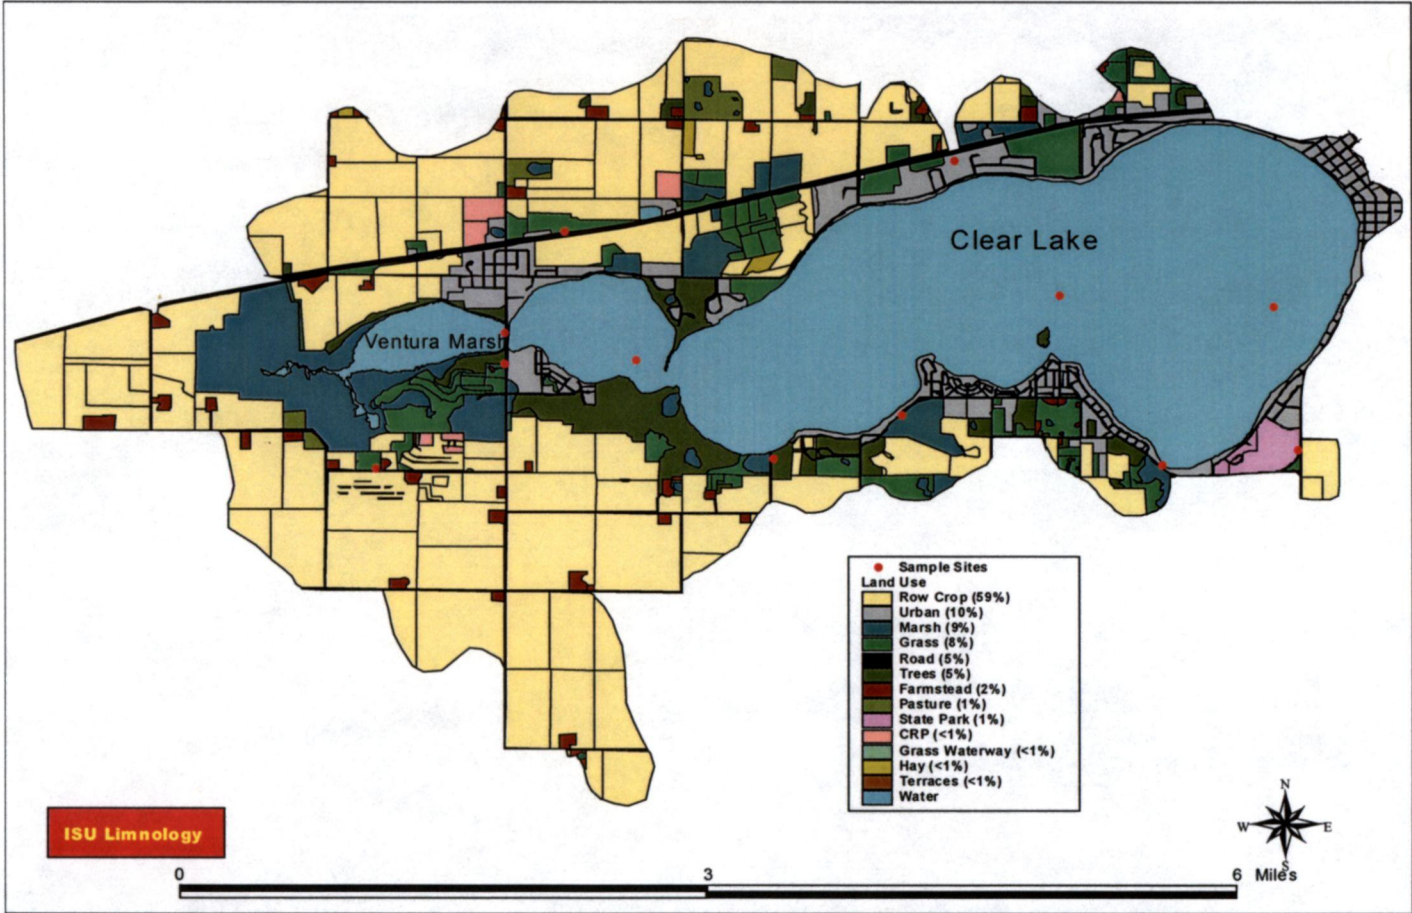 Clear Lake
Ventura Marsh
Sample Sites
Land Use
Row Crop (59%)
Urban (10%)
Marsh (9%)
Grass (8%)
Road (5%)
Trees (5%)
Farmstead (2%)
Pasture (1%)
State Park (1%)
CRP (<1%)
Grass Waterway (<1%)
Hay (<1%)
Terraces (<1%)
Water
ISU Limnology
N
W E
S
0 3 6 Miles